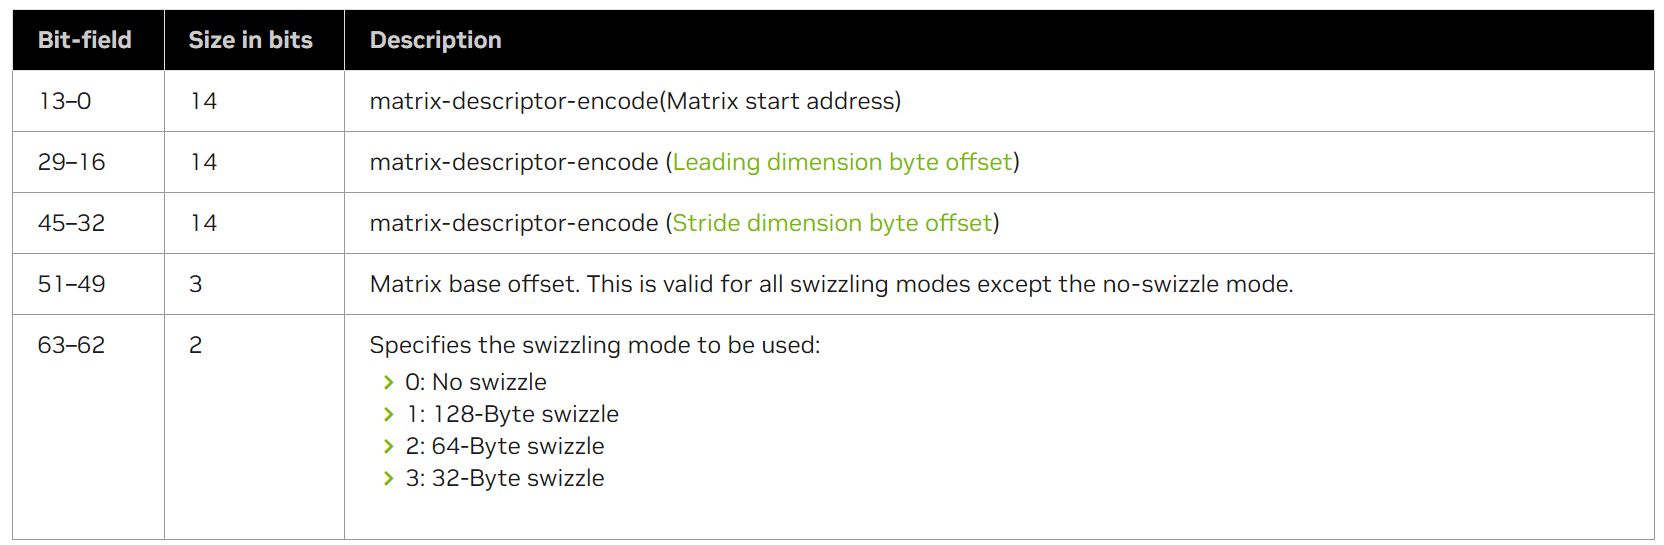 Bit-field Size in bits Description
13–0 14 matrix-descriptor-encode(Matrix start address)
29–16 14 matrix-descriptor-encode (Leading dimension byte offset)
45–32 14 matrix-descriptor-encode (Stride dimension byte offset)
51–49 3 Matrix base offset. This is valid for all swizzling modes except the no-swizzle mode.
63–62 2 Specifies the swizzling mode to be used:
0: No swizzle
1: 128-Byte swizzle
2: 64-Byte swizzle
3: 32-Byte swizzle